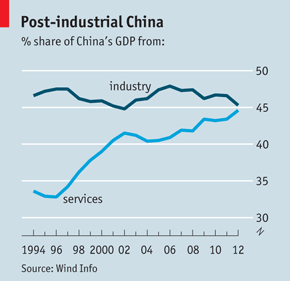 Post-industrial China
% share of China's GDP from:
50
industry
45
40
35
services
30
1994 96 98 2000 02 04 06 08 10 12
Source: Wind Info